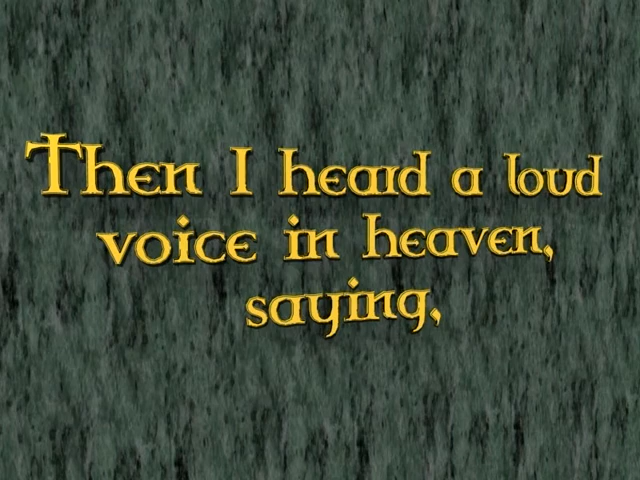 Then I heard a loud
voice in heaven,
saying,